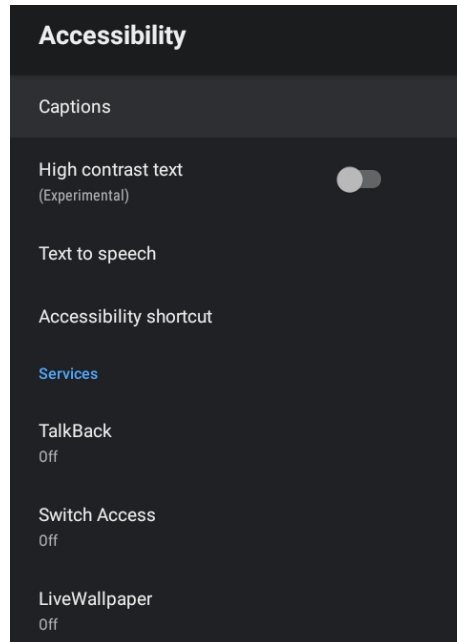 Accessibility
Captions
High contrast text
(Experimental)
Text to speech
Accessibility shortcut
Services
TalkBack
Off
Switch Access
Off
LiveWallpaper
Off